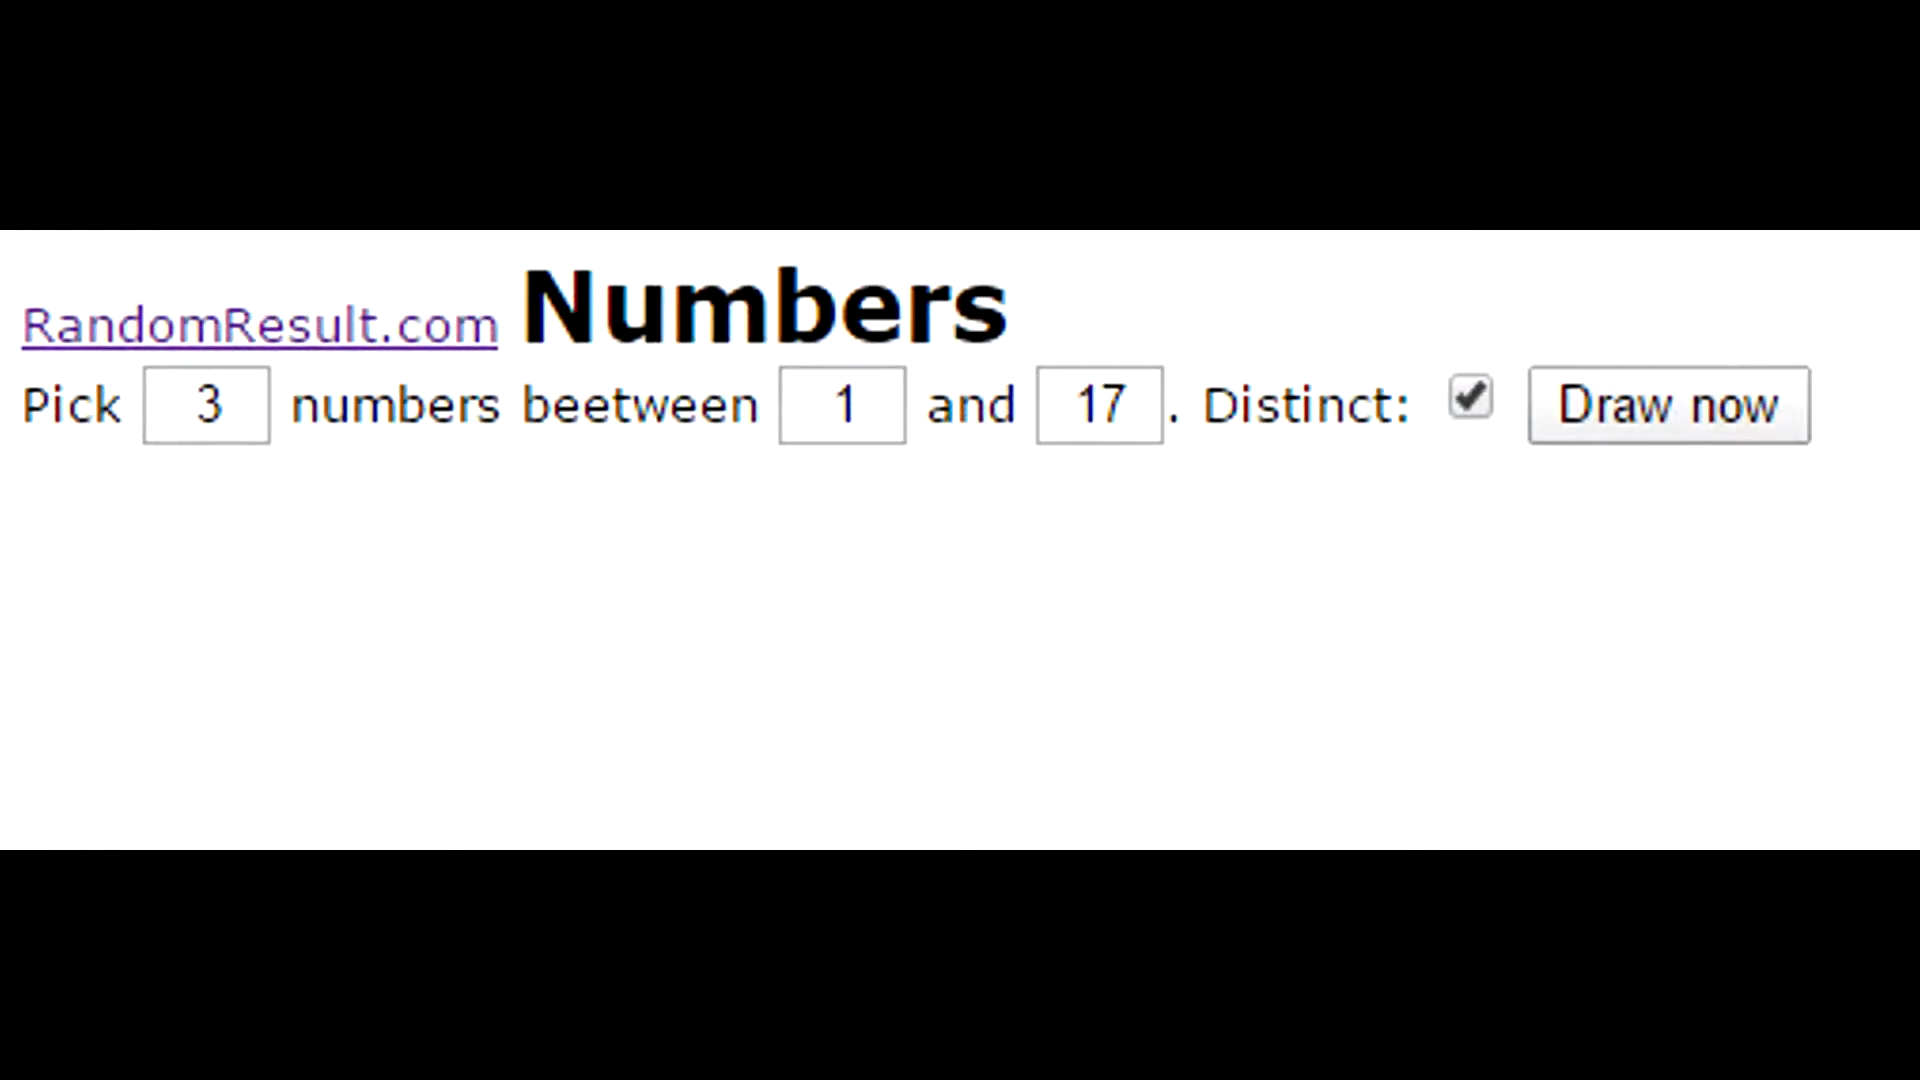 RandomResult.com Numbers
Pick 3 numbers beetween 1 and 17. Distinct: Draw now